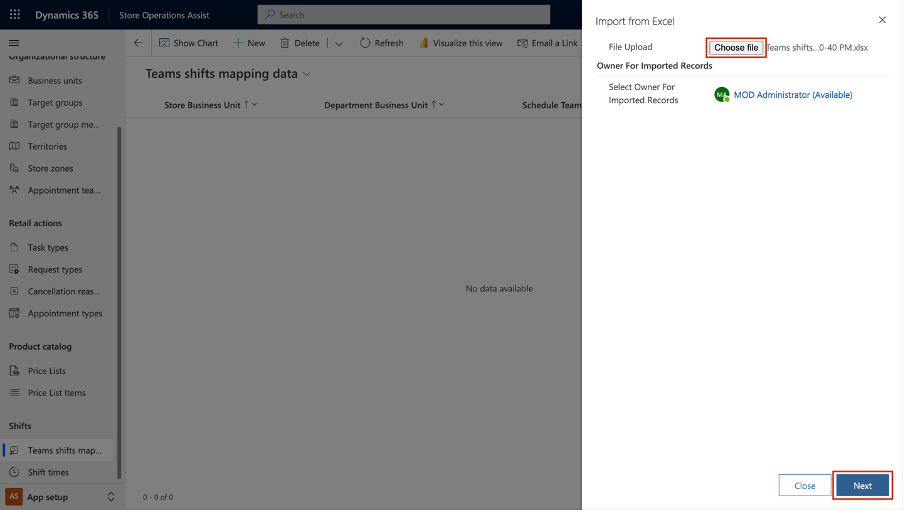 Dynamics 365
Store Operations Assist
Search
Show Chart
New
Delete
Refresh
Visualize this view
Email a Link
Organizational structure
Business units
Target groups
Target group me...
Territories
Store zones
Appointment tea...
Retail actions
Task types
Request types
Cancellation reas...
Appointment types
Product catalog
Price Lists
Price List Items
Shifts
Teams shifts map...
Shift times
AS
App setup
Teams shifts mapping data
Store Business Unit ↑
Department Business Unit ↑
Schedule Team
No data available
0 - 0 of 0
Import from Excel
File Upload
Choose file
Teams shifts...0-40 PM.xlsx
Owner For Imported Records
Select Owner For
Imported Records
MA
MOD Administrator (Available)
Close
Next